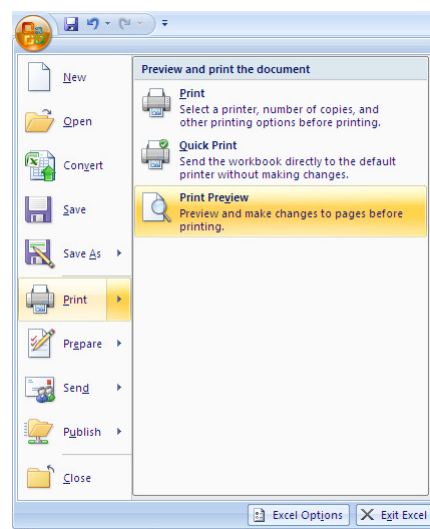 New
Open
Convert
Save
Save As
Print
Prepare
Send
Publish
Close
Preview and print the document
Print
Select a printer, number of copies, and
other printing options before printing.
Quick Print
Send the workbook directly to the default
printer without making changes.
Print Preview
Preview and make changes to pages before
printing.
Excel Options
Exit Excel